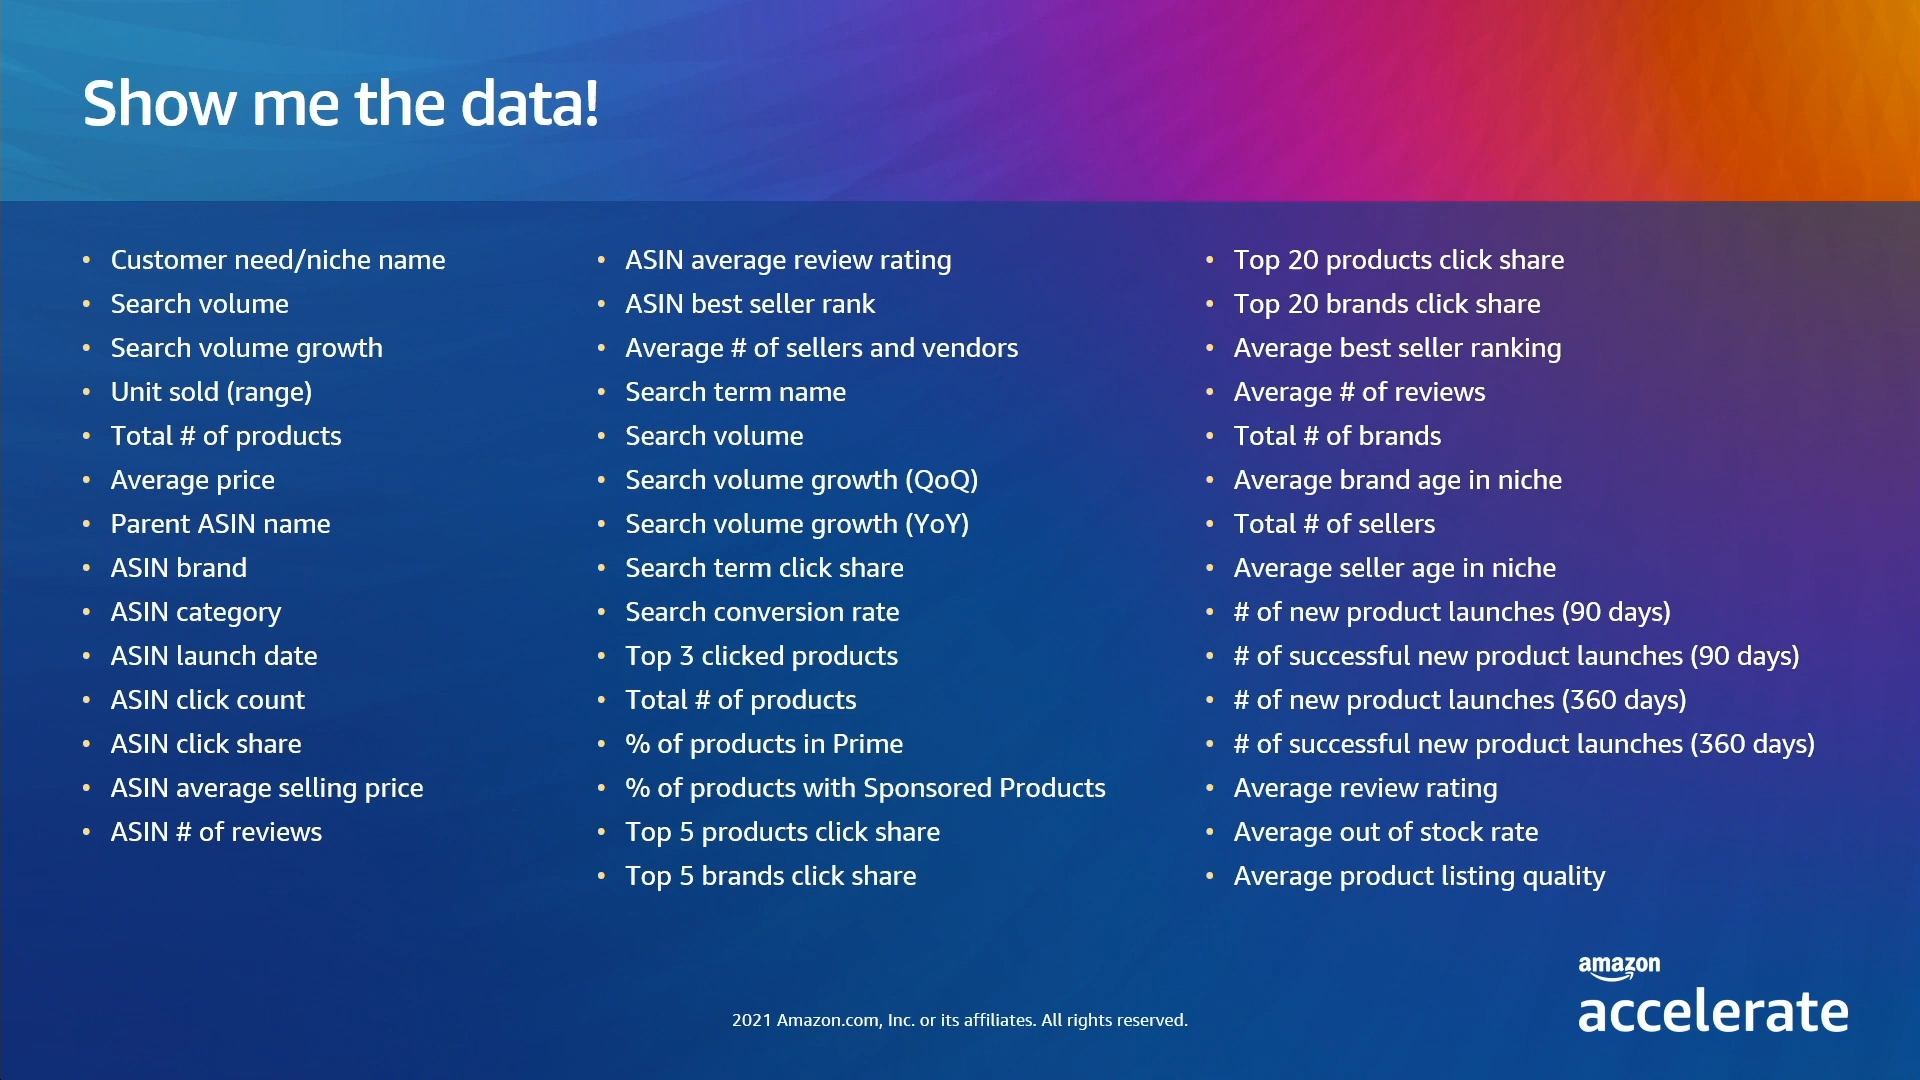 Show me the data!
• Customer need/niche name
• Search volume
• Search volume growth
• Unit sold (range)
• Total # of products
• Average price
• Parent ASIN name
• ASIN brand
• ASIN category
• ASIN launch date
• ASIN click count
• ASIN click share
• ASIN average selling price
• ASIN # of reviews
• ASIN average review rating
• ASIN best seller rank
• Average # of sellers and vendors
• Search term name
• Search volume
• Search volume growth (QoQ)
• Search volume growth (YoY)
• Search term click share
• Search conversion rate
• Top 3 clicked products
• Total # of products
• % of products in Prime
• % of products with Sponsored Products
• Top 5 products click share
• Top 5 brands click share
• Top 20 products click share
• Top 20 brands click share
• Average best seller ranking
• Average # of reviews
• Total # of brands
• Average brand age in niche
• Total # of sellers
• Average seller age in niche
• # of new product launches (90 days)
• # of successful new product launches (90 days)
• # of new product launches (360 days)
• # of successful new product launches (360 days)
• Average review rating
• Average out of stock rate
• Average product listing quality
2021 Amazon.com, Inc. or its affiliates. All rights reserved.
amazon
accelerate